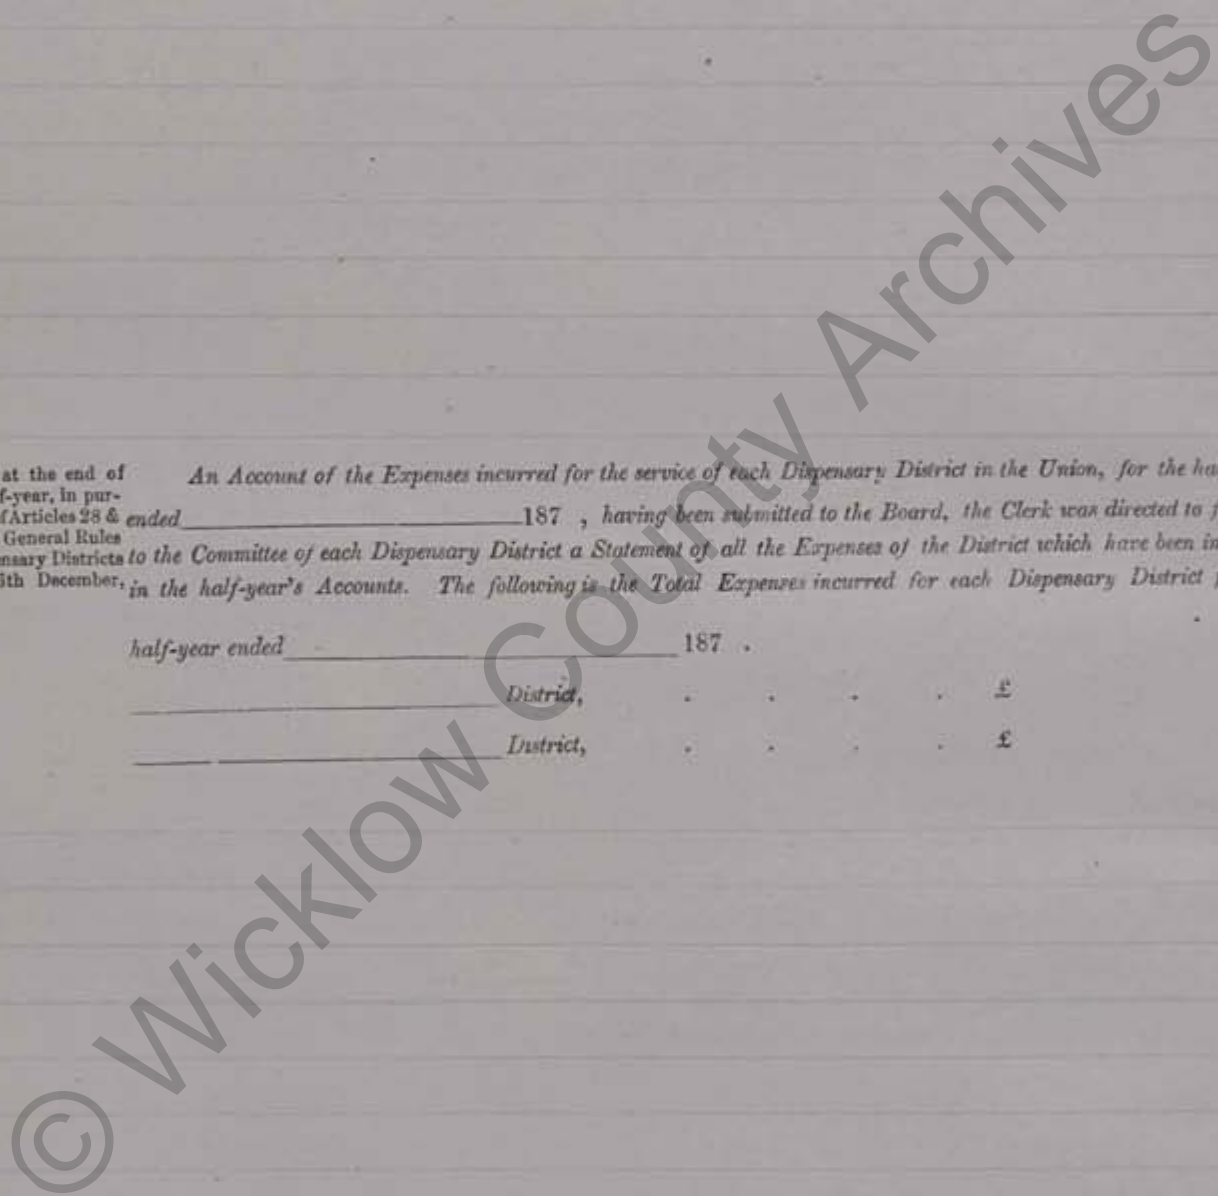 at the end of
f-year, in pur-
f Articles 28 &
General Rules
nsary Districts
5th December,
An Account of the Expenses incurred for the service of each Dispensary District in the Union, for the ha
ended 187 , having been submitted to the Board, the Clerk was directed to f
to the Committee of each Dispensary District a Statement of all the Expenses of the District which have been in
in the half-year's Accounts. The following is the Total Expenses incurred for each Dispensary District
half-year ended 187 .
District, . . . . £
District, . . . . £
© Wicklow County Archives